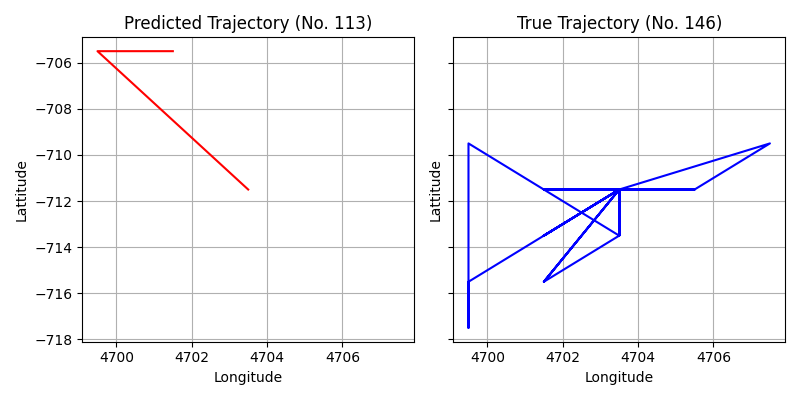 Predicted Trajectory (No. 113)
True Trajectory (No. 146)
Lattitude
−706
−708
−710
−712
−714
−716
−718
4700
4702
4704
4706
Longitude
Lattitude
4700
4702
4704
4706
Longitude